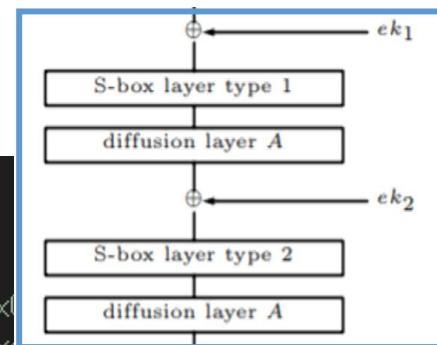 ⊕ ek₁
S-box layer type 1
diffusion layer A
⊕ ek₂
S-box layer type 2
diffusion layer A